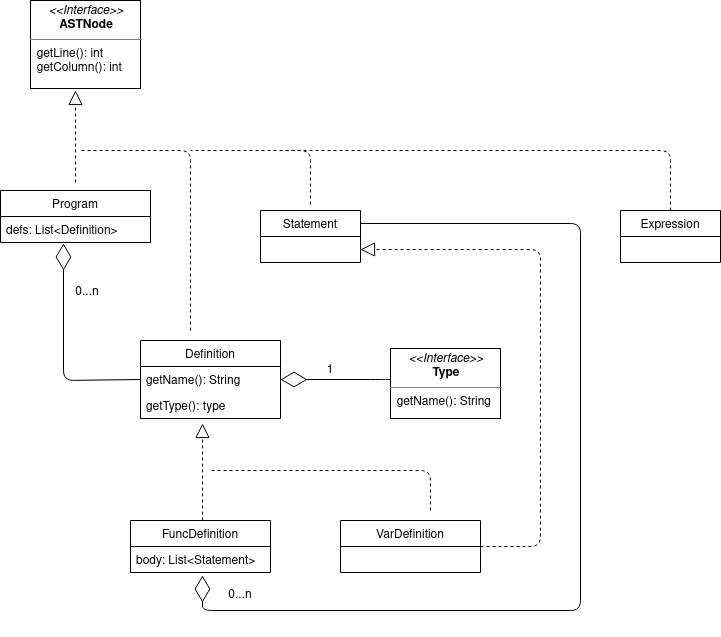 <<Interface>>
ASTNode
getLine(): int
getColumn(): int
Program
defs: List<Definition>
Statement
Expression
0...n
Definition
getName(): String
getType(): type
1
<<Interface>>
Type
getName(): String
FuncDefinition
body: List<Statement>
VarDefinition
0...n